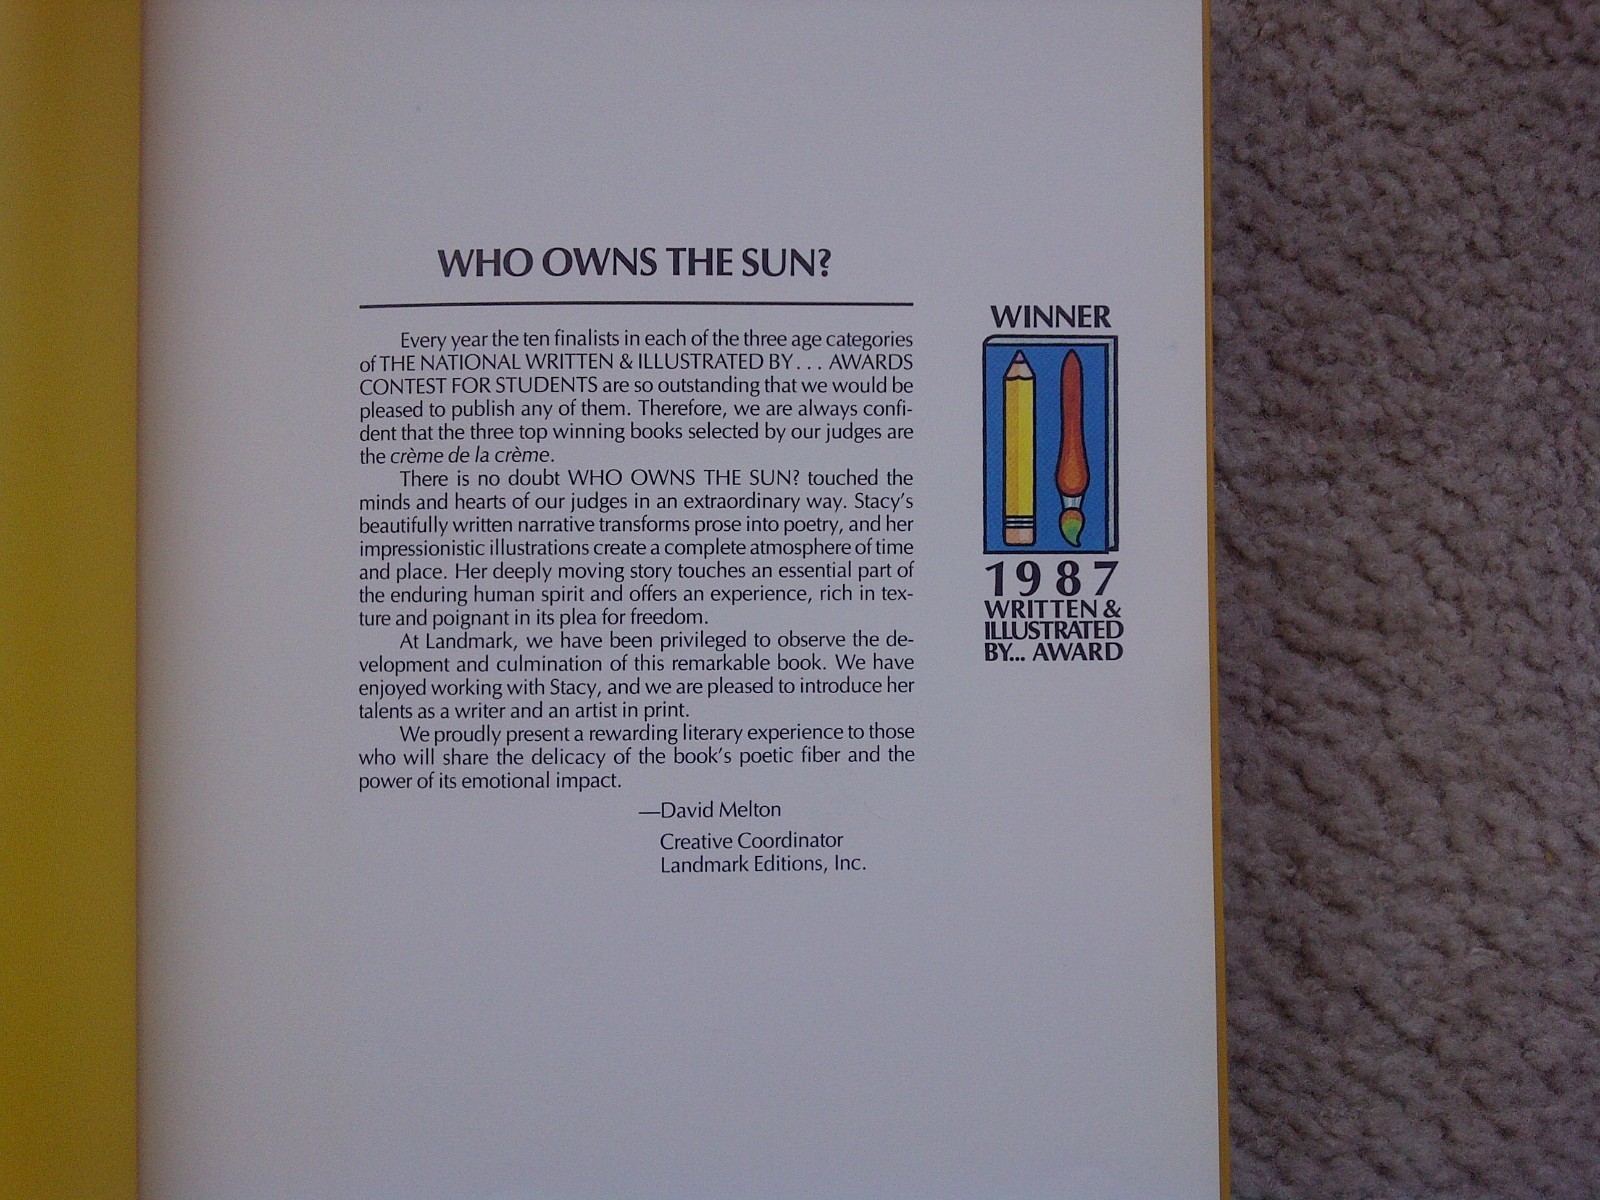 WHO OWNS THE SUN?
Every year the ten finalists in each of the three age categories
of THE NATIONAL WRITTEN & ILLUSTRATED BY... AWARDS
CONTEST FOR STUDENTS are so outstanding that we would be
pleased to publish any of them. Therefore, we are always confi-
dent that the three top winning books selected by our judges are
the crème de la crème.
There is no doubt WHO OWNS THE SUN? touched the
minds and hearts of our judges in an extraordinary way. Stacy's
beautifully written narrative transforms prose into poetry, and her
impressionistic illustrations create a complete atmosphere of time
and place. Her deeply moving story touches an essential part of
the enduring human spirit and offers an experience, rich in tex-
ture and poignant in its plea for freedom.
At Landmark, we have been privileged to observe the de-
velopment and culmination of this remarkable book. We have
enjoyed working with Stacy, and we are pleased to introduce her
talents as a writer and an artist in print.
We proudly present a rewarding literary experience to those
who will share the delicacy of the book's poetic fiber and the
power of its emotional impact.
—David Melton
Creative Coordinator
Landmark Editions, Inc.
WINNER
1987
WRITTEN &
ILLUSTRATED
BY... AWARD